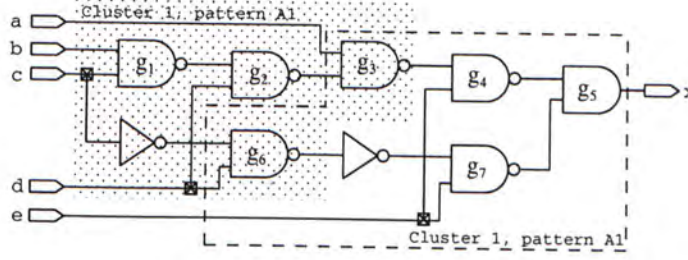 Cluster 1, pattern A1
a
b
c
g1
g2
g3
g4
g5
g6
g7
d
e
Cluster 1, pattern A1